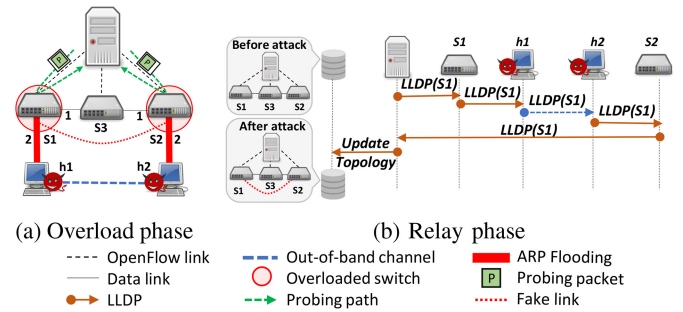 P
P
1
1
S3
2
S1
S2
2
h1
h2
(a) Overload phase
Before attack
S1
S3
S2
After attack
S1
S3
S2
S1
h1
h2
S2
LLDP(S1)
LLDP(S1)
LLDP(S1)
LLDP(S1)
LLDP(S1)
Update
Topology
(b) Relay phase
OpenFlow link
Data link
LLDP
Out-of-band channel
Overloaded switch
Probing path
ARP Flooding
P
Probing packet
Fake link